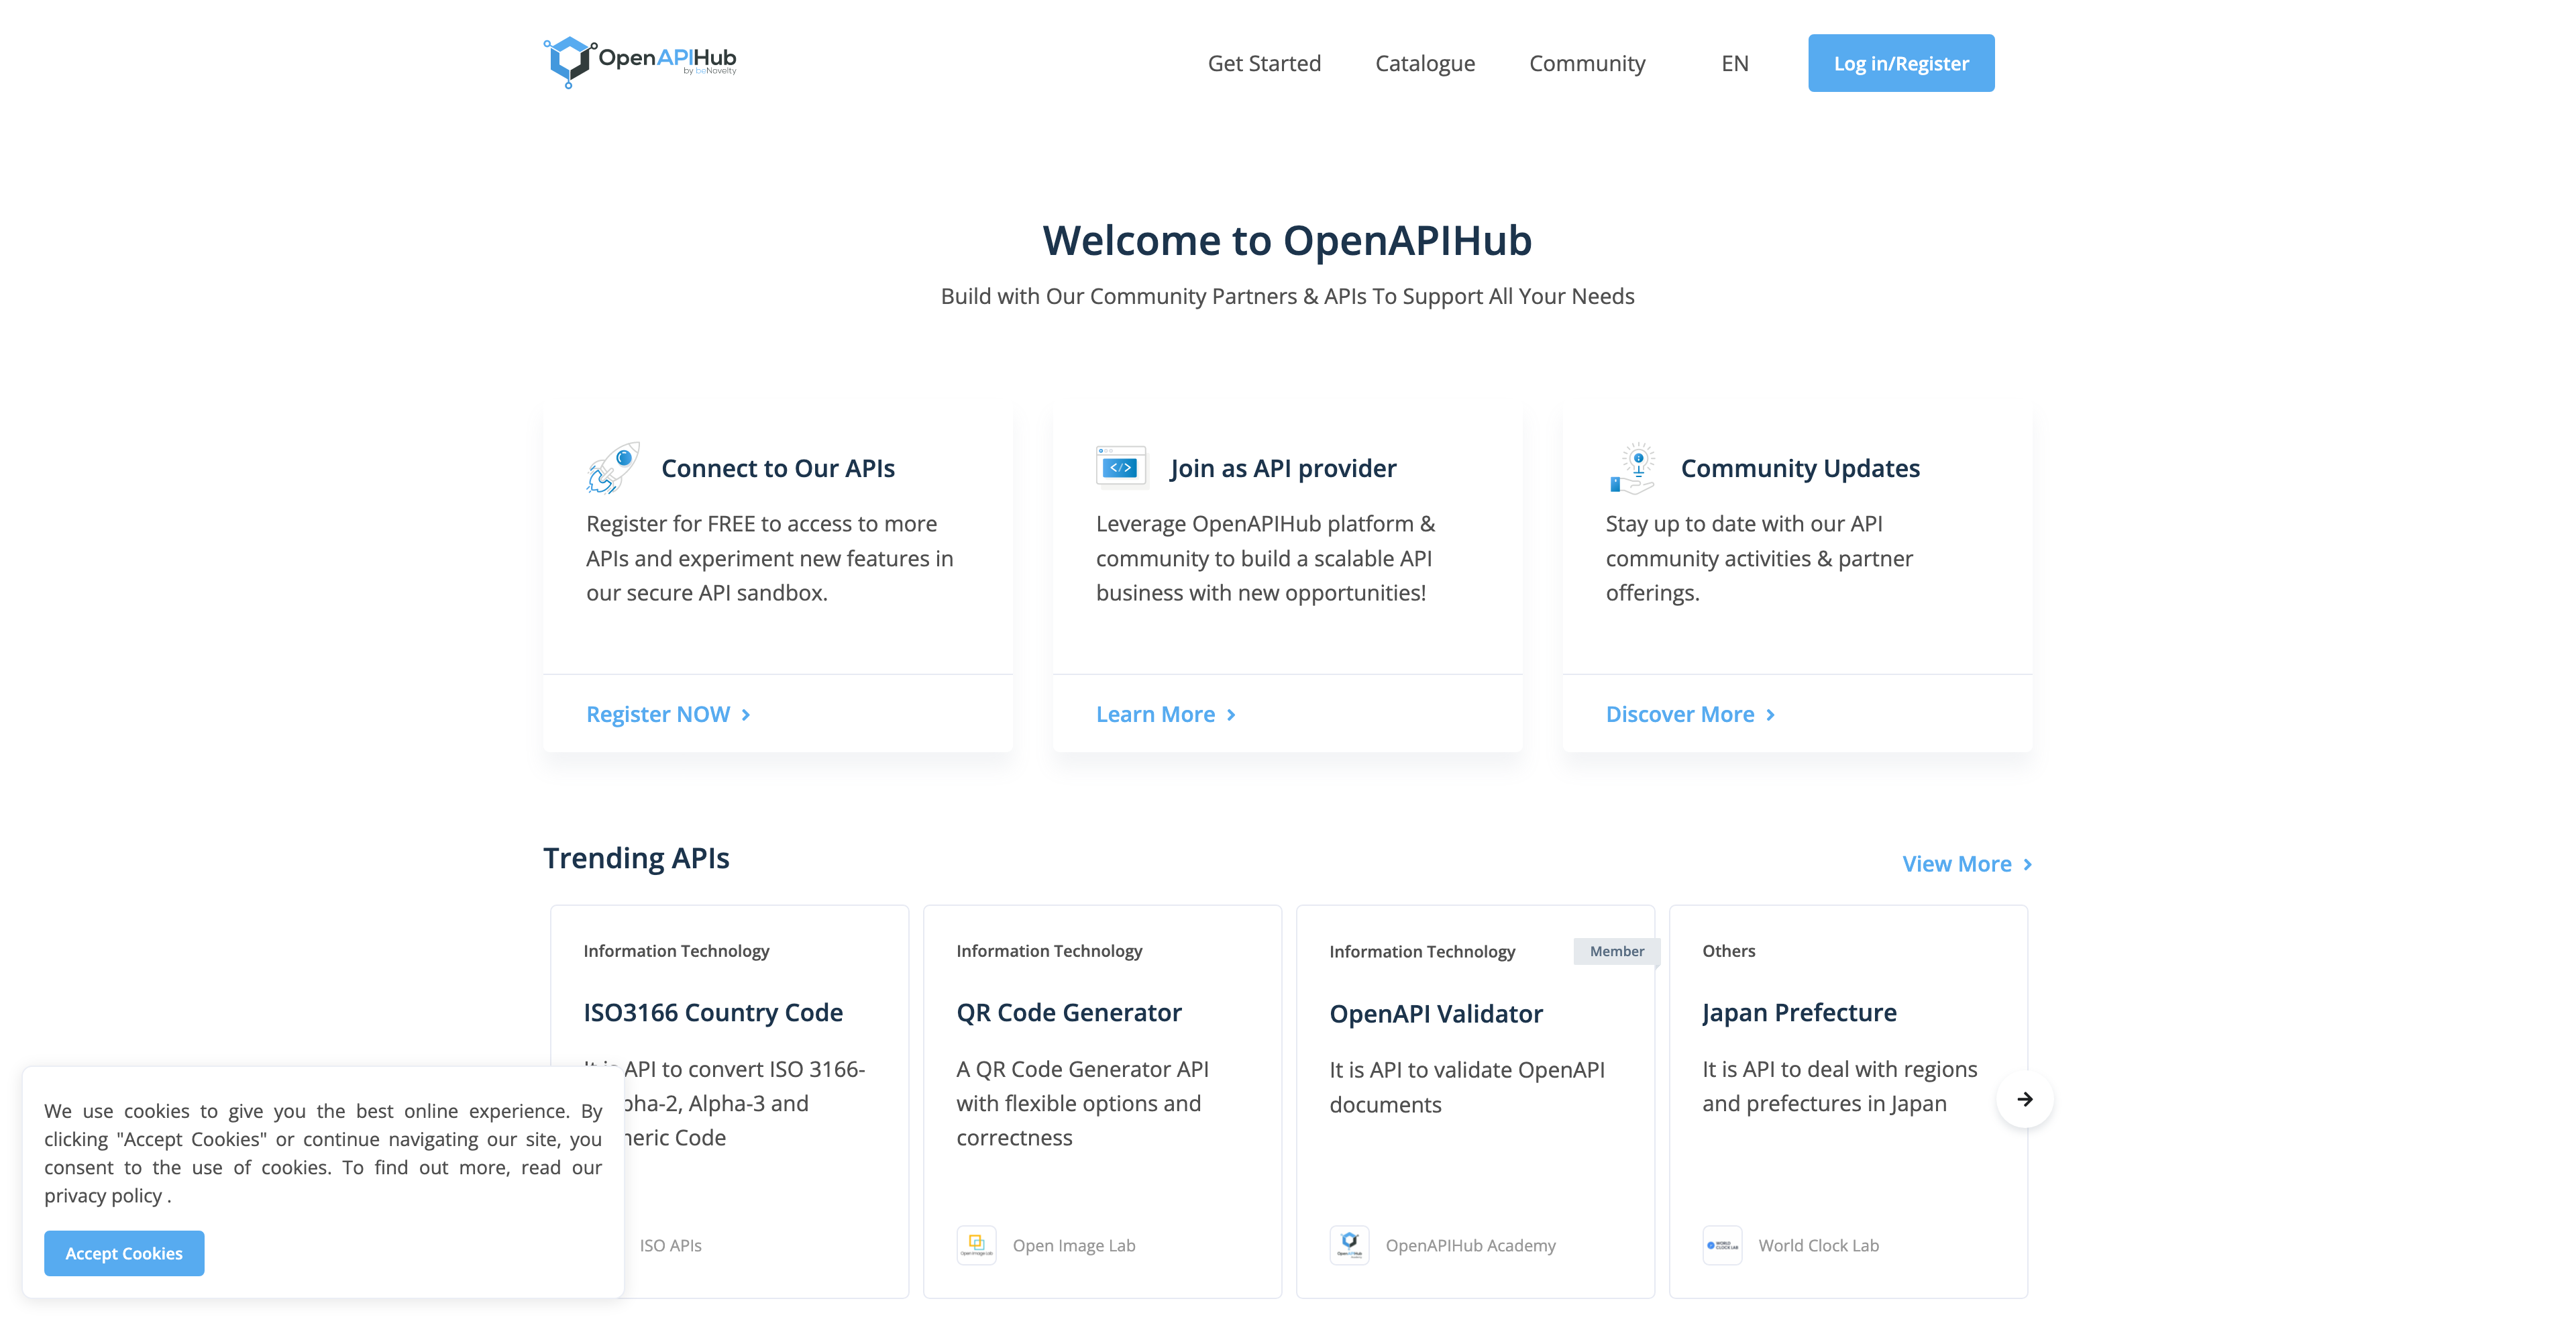 OpenAPIHub
by beNovelty
Get Started
Catalogue
Community
EN
Log in/Register
Welcome to OpenAPIHub
Build with Our Community Partners & APIs To Support All Your Needs
Connect to Our APIs
Register for FREE to access to more
APIs and experiment new features in
our secure API sandbox.
Register NOW
</>
Join as API provider
Leverage OpenAPIHub platform &
community to build a scalable API
business with new opportunities!
Learn More
Community Updates
Stay up to date with our API
community activities & partner
offerings.
Discover More
Trending APIs
View More
Information Technology
ISO3166 Country Code
API to convert ISO 3166-
Alpha-3 and
Code
ISO APIs
Information Technology
QR Code Generator
A QR Code Generator API
with flexible options and
correctness
Open Image Lab
Open Image Lab
Information Technology
Member
OpenAPI Validator
It is API to validate OpenAPI
documents
OpenAPIHub
OpenAPIHub Academy
Others
Japan Prefecture
It is API to deal with regions
and prefectures in Japan
WORLD
CLOCK LAB
World Clock Lab
We use cookies to give you the best online experience. By
clicking "Accept Cookies" or continue navigating our site, you
consent to the use of cookies. To find out more, read our
privacy policy .
Accept Cookies